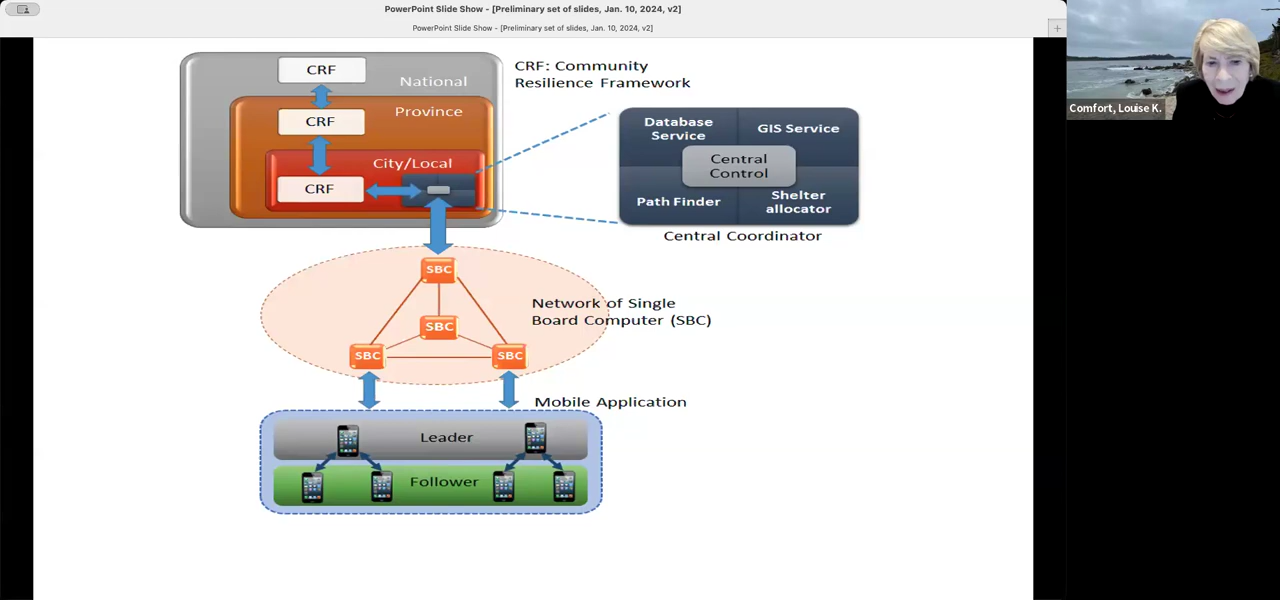 PowerPoint Slide Show - [Preliminary set of slides, Jan. 10, 2024, v2]
PowerPoint Slide Show - [Preliminary set of slides, Jan. 10, 2024, v2]
Comfort, Louise K.
CRF
National
CRF: Community
Resilience Framework
CRF
Province
CRF
City/Local
Database
Service
GIS Service
Central
Control
Path Finder
Shelter
allocator
Central Coordinator
SBC
SBC
SBC
SBC
Network of Single
Board Computer (SBC)
Mobile Application
Leader
Follower